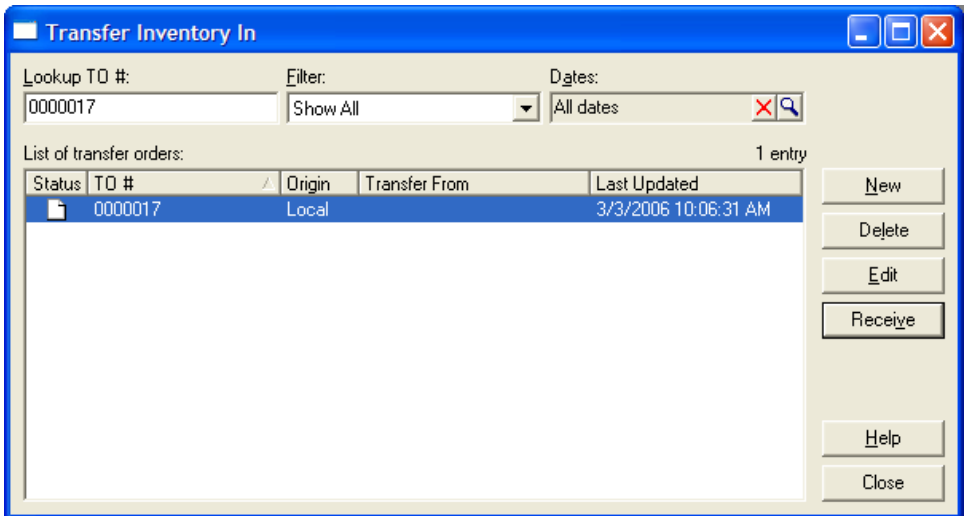 Transfer Inventory In
Lookup TO #: Filter: Dates:
0000017 Show All All dates
List of transfer orders: 1 entry
Status TO # Origin Transfer From Last Updated
0000017 Local 3/3/2006 10:06:31 AM
New
Delete
Edit
Receive
Help
Close